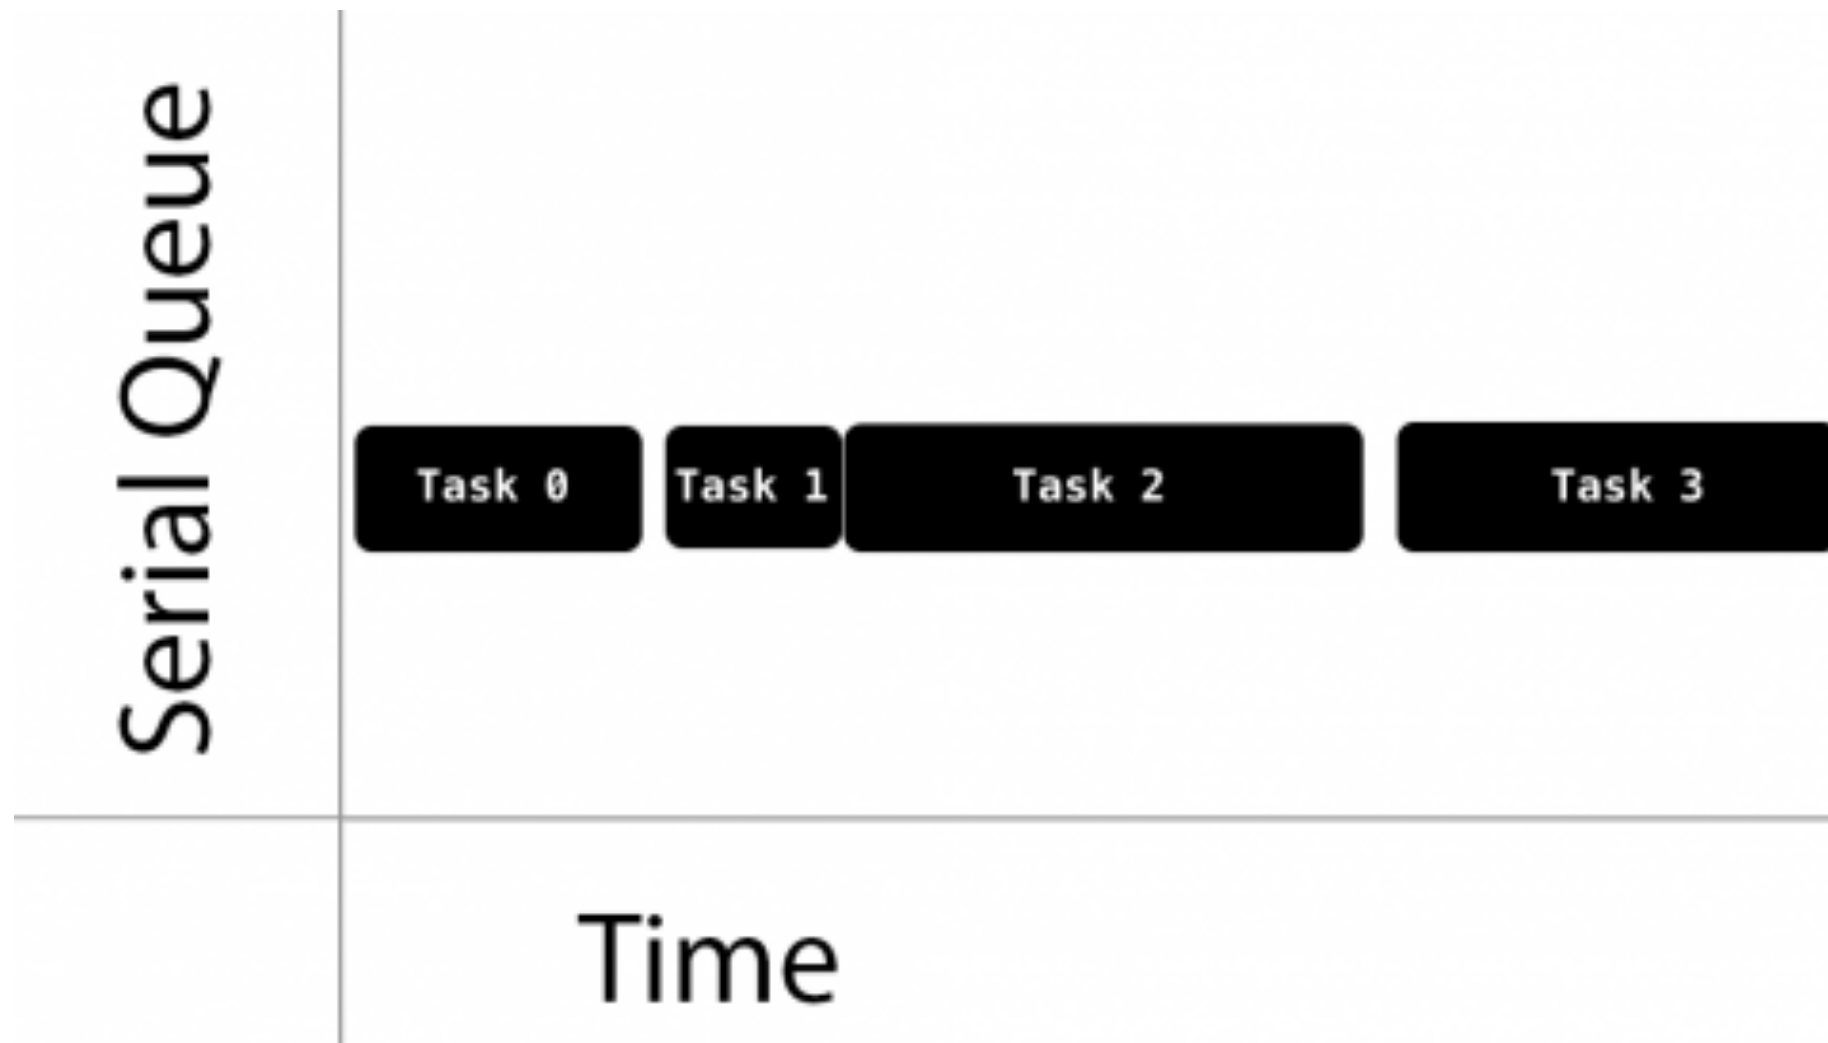 Serial Queue
Task 0
Task 1
Task 2
Task 3
Time